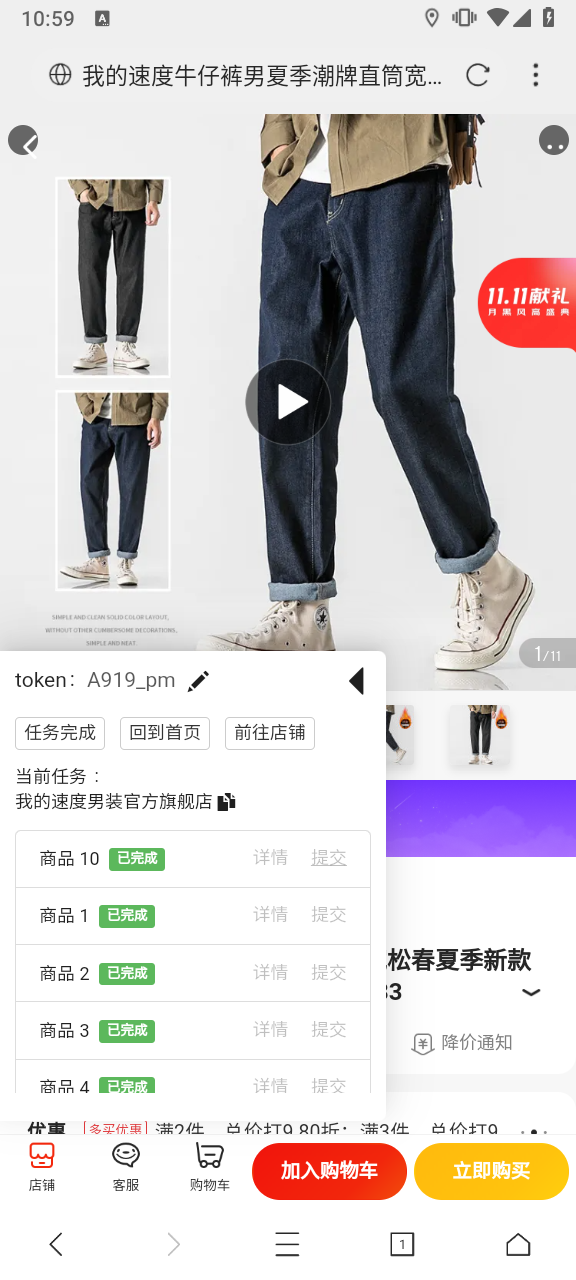 10:59
A
我的速度牛仔裤男夏季潮牌直筒宽...
11.11献礼
月黑风高盛典
SIMPLE AND CLEAN SOLID COLOR LAYOUT,
WITHOUT OTHER CUMBERSOME DECORATIONS,
SIMPLE AND NEAT
1/11
token： A919_pm
任务完成
回到首页
前往店铺
当前任务：
我的速度男装官方旗舰店
商品 10 已完成 详情 提交
商品 1 已完成 详情 提交
商品 2 已完成 详情 提交
商品 3 已完成 详情 提交
商品 4 已完成 详情 提交
松春夏季新款
33
降价通知
优惠 多买优惠 满2件，总价打9.80折；满3件，总价打9
店铺
客服
购物车
加入购物车
立即购买
1